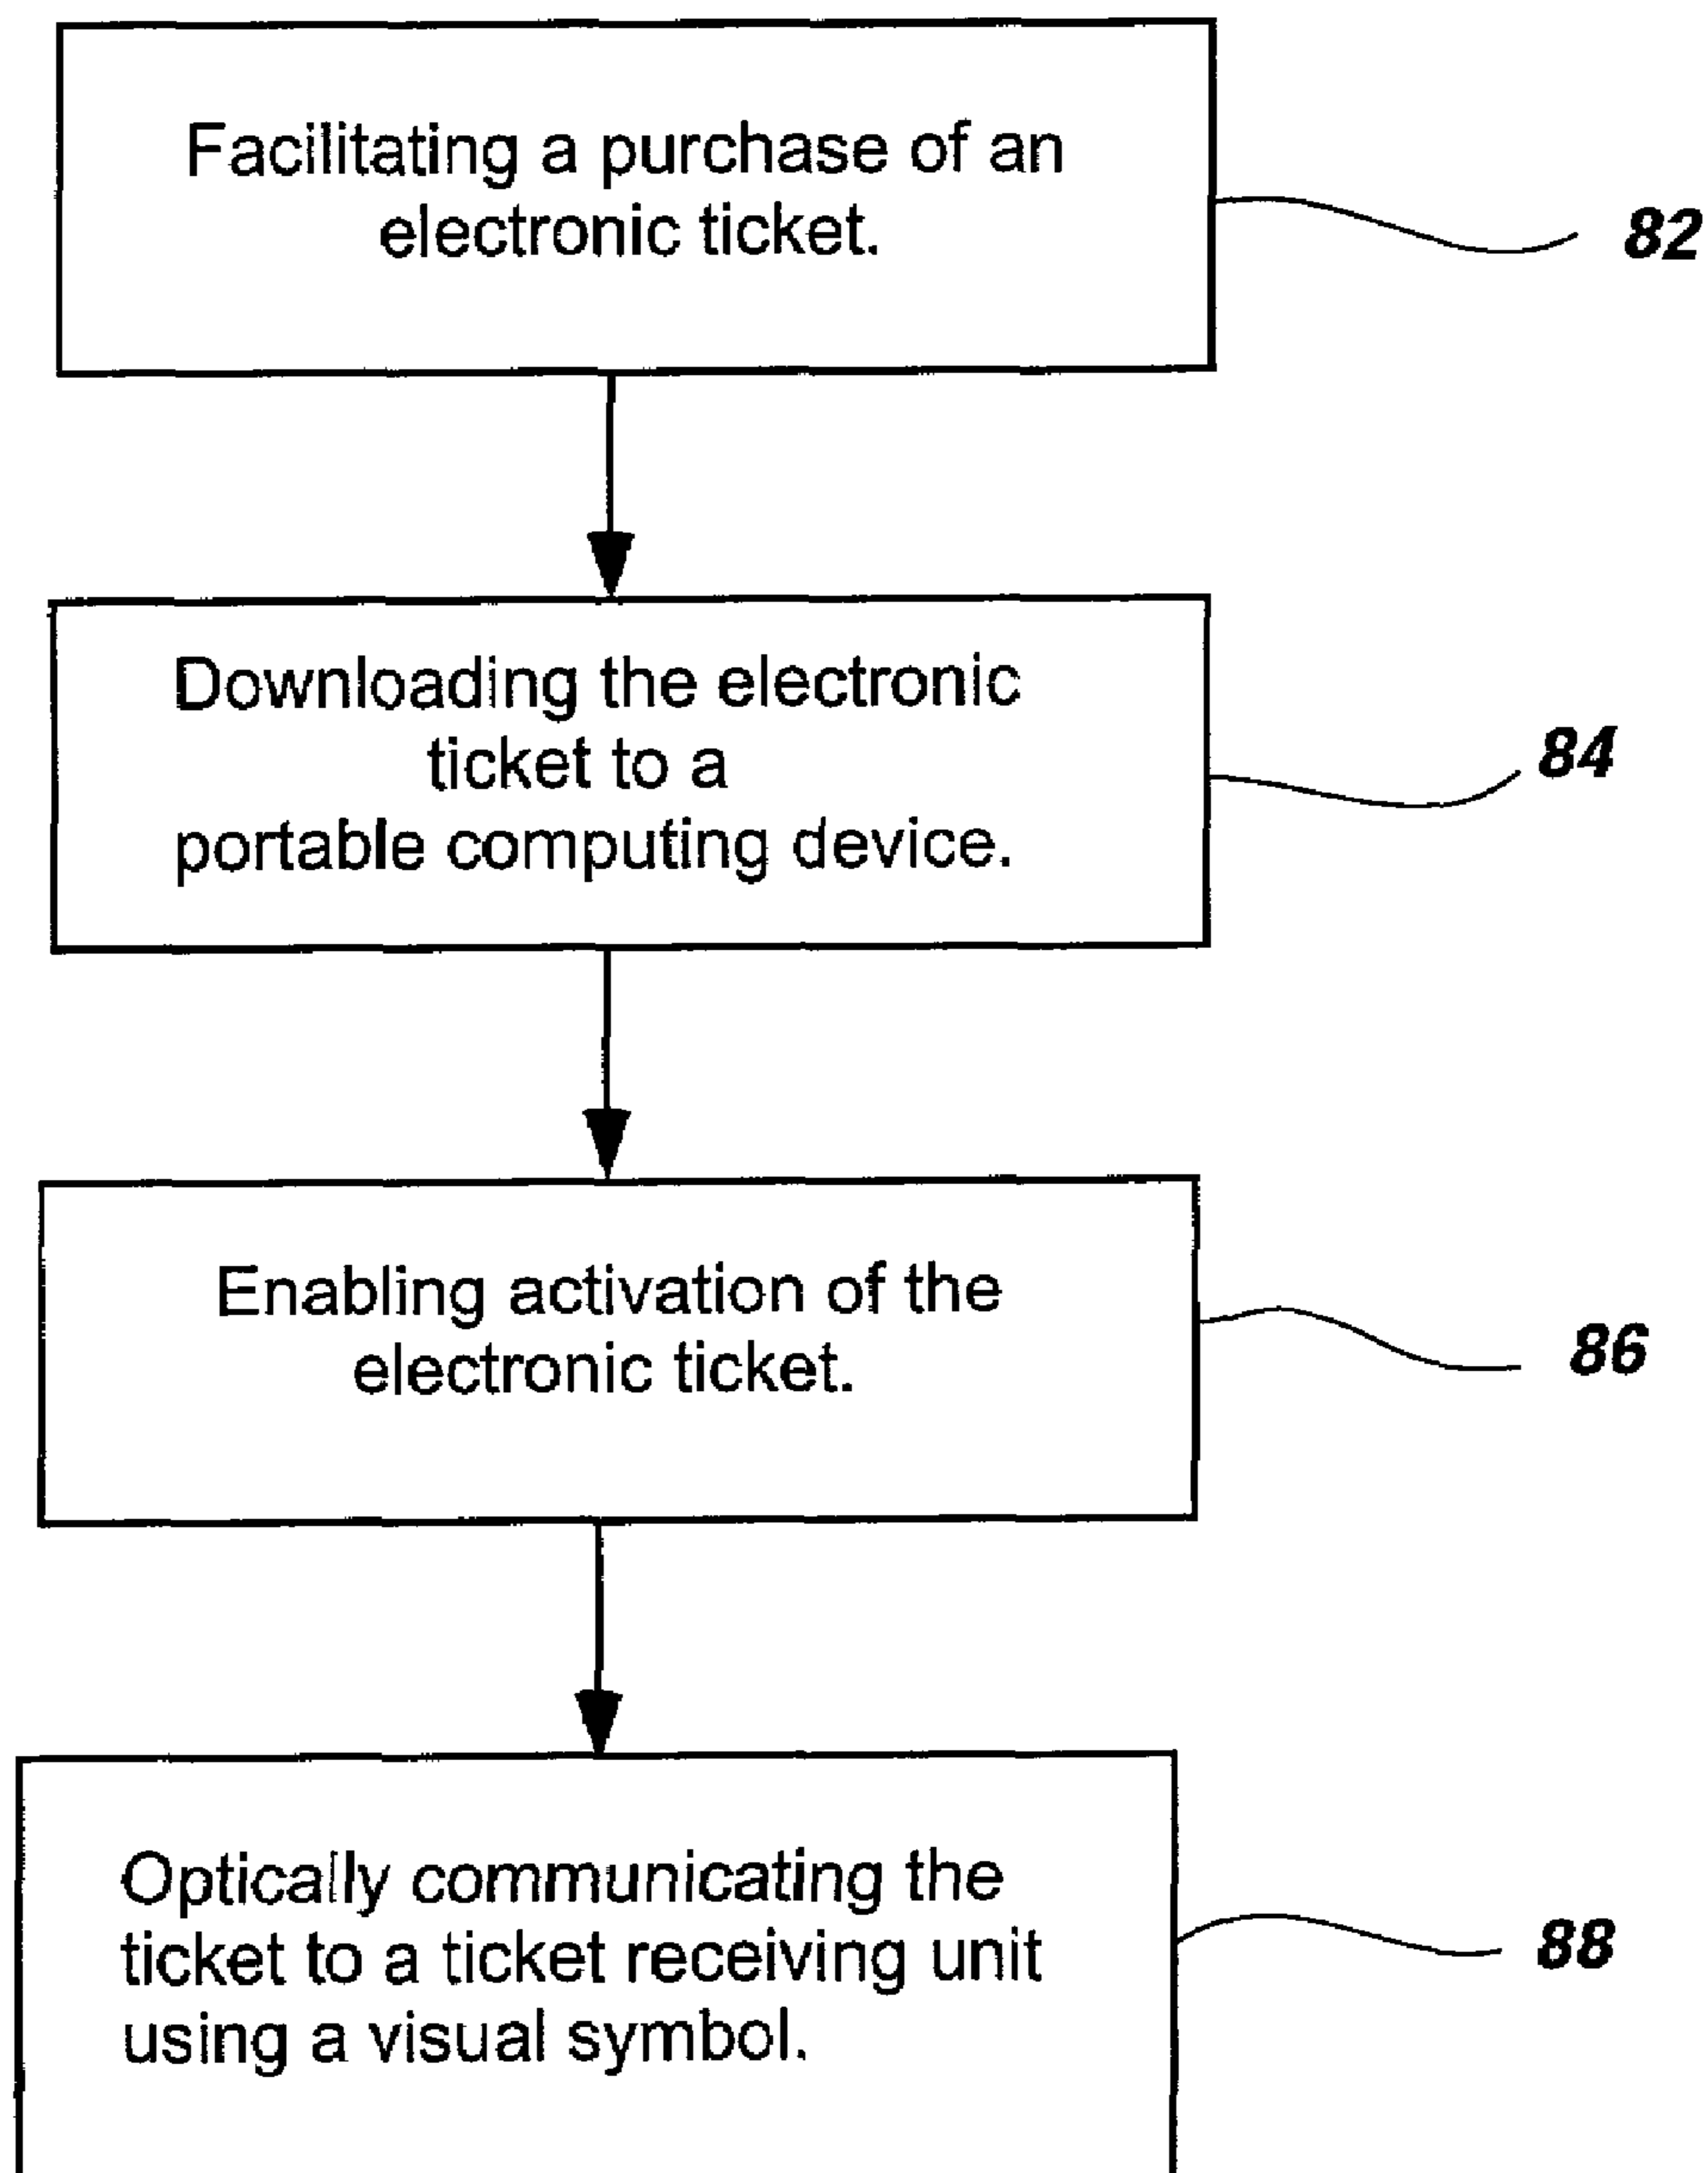 Facilitating a purchase of an
electronic ticket.
82
Downloading the electronic
ticket to a
portable computing device.
84
Enabling activation of the
electronic ticket.
86
Optically communicating the
ticket to a ticket receiving unit
using a visual symbol.
88